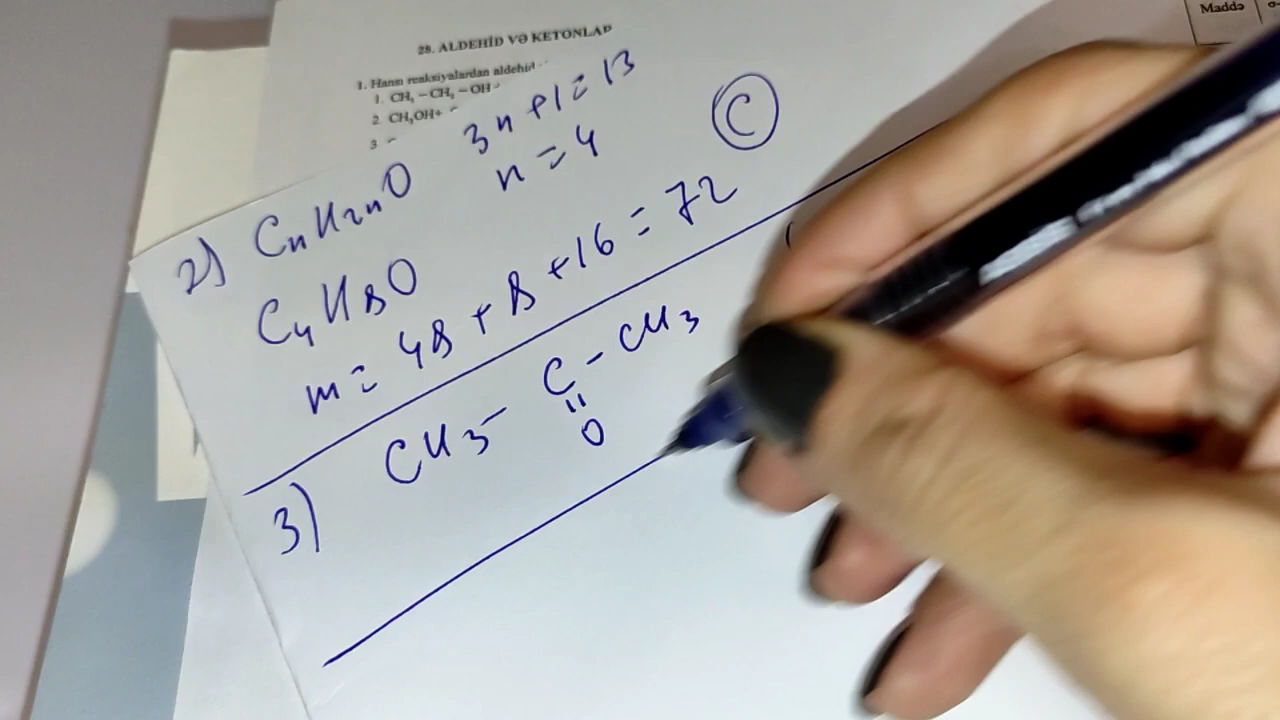 Maddə
28. ALDEHİD VƏ KETONLAR
1. Hansı reaksiyalardan aldehid
1. CH₃ – CH₂ – OH
2. CH₃OH+
3.
2) CnH2nO
3n+1=13
n=4
C
C4H8O
m= 48+8+16=72
3) CH3-C-CH3
=
O